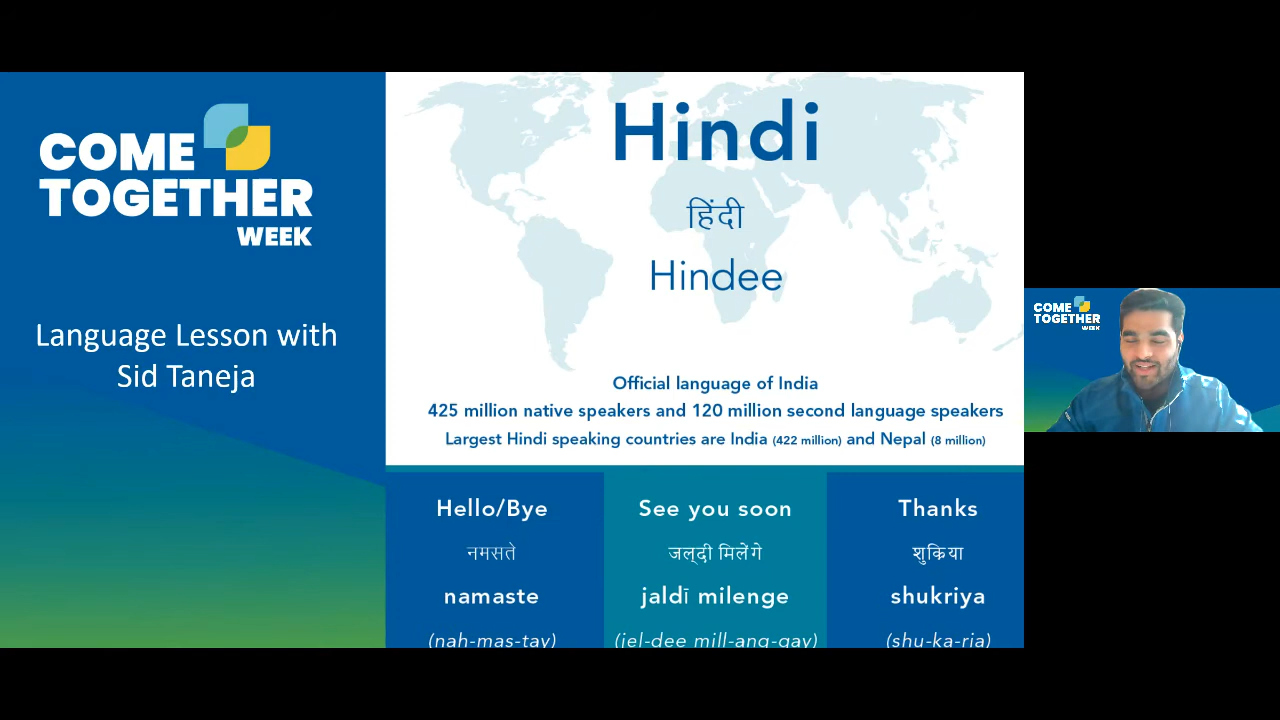 COME
TOGETHER
WEEK
Language Lesson with
Sid Taneja
Hindi
हिंदी
Hindee
Official language of India
425 million native speakers and 120 million second language speakers
Largest Hindi speaking countries are India (422 million) and Nepal (8 million)
Hello/Bye
नमसते
namaste
(nah-mas-tay)
See you soon
जल्दी मिलेंगे
jaldī milenge
(jel-dee mill-ang-gay)
Thanks
शुक्रिया
shukriya
(shu-ka-ria)
COME
TOGETHER
WEEK